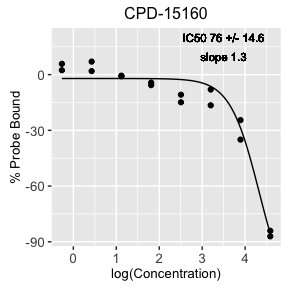 CPD-15160
IC50 76 +/- 14.6
slope 1.3
% Probe Bound
0
-30
-60
-90
0 1 2 3 4
log(Concentration)